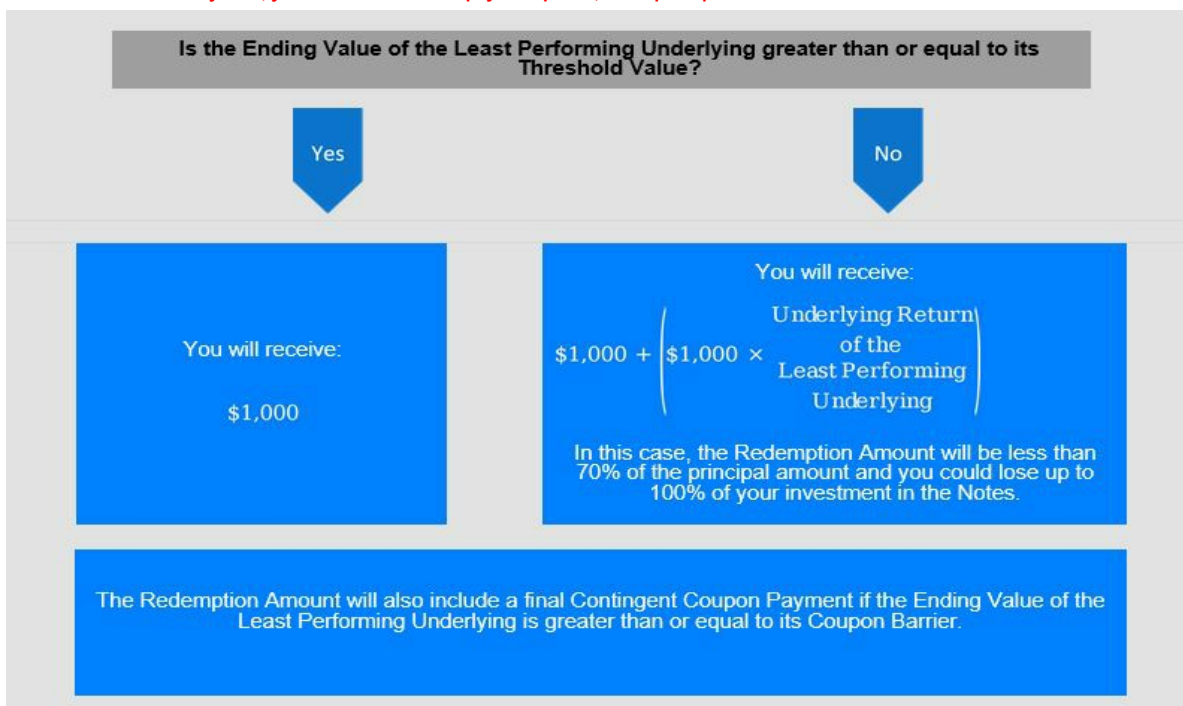 Is the Ending Value of the Least Performing Underlying greater than or equal to its
Threshold Value?
Yes
No
You will receive:
$1,000
You will receive:
$1,000 + ($1,000 × Underlying Return
of the
Least Performing
Underlying)
In this case, the Redemption Amount will be less than
70% of the principal amount and you could lose up to
100% of your investment in the Notes.
The Redemption Amount will also include a final Contingent Coupon Payment if the Ending Value of the
Least Performing Underlying is greater than or equal to its Coupon Barrier.